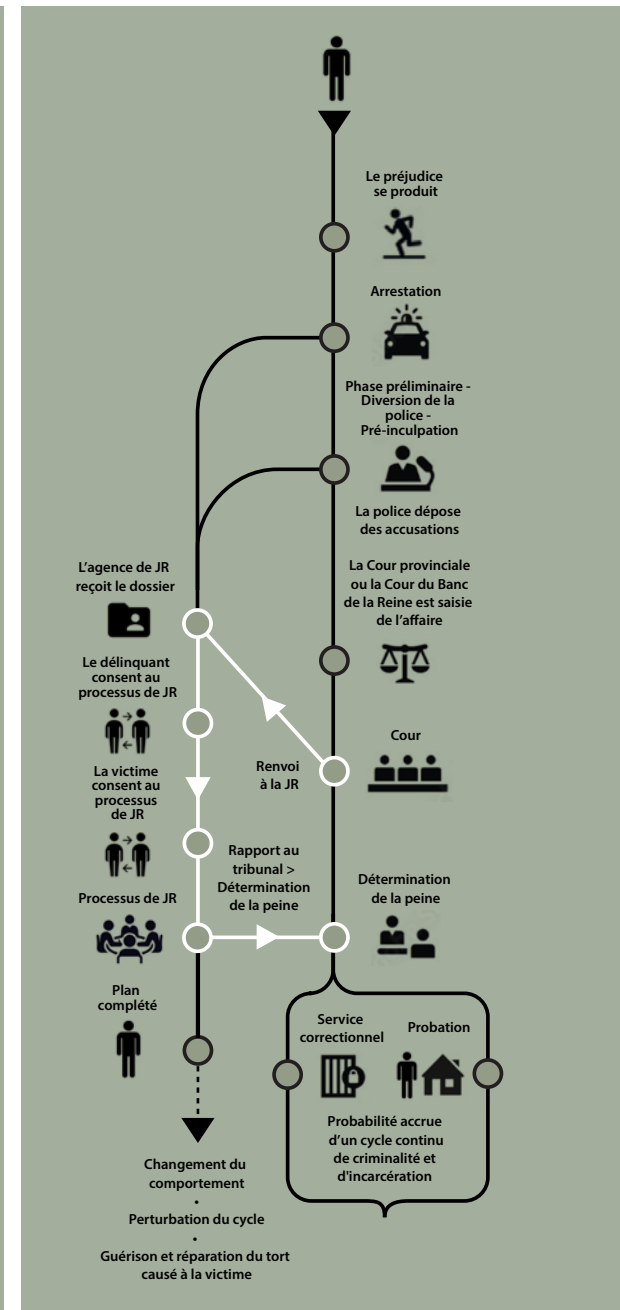 Le préjudice
se produit
Arrestation
Phase préliminaire -
Diversion de la
police -
Pré-inculpation
La police dépose
des accusations
L'agence de JR
reçoit le dossier
La Cour provinciale
ou la Cour du Banc
de la Reine est saisie
de l'affaire
Le délinquant
consent au
processus de JR
Renvoi
à la JR
Cour
La victime
consent au
processus
de JR
Rapport au
tribunal >
Détermination
de la peine
Processus de JR
Détermination
de la peine
Plan
complété
Service
correctionnel
Probation
Probabilité accrue
d'un cycle continu
de criminalité et
d'incarcération
Changement du
comportement
•
Perturbation du cycle
•
Guérison et réparation du tort
causé à la victime